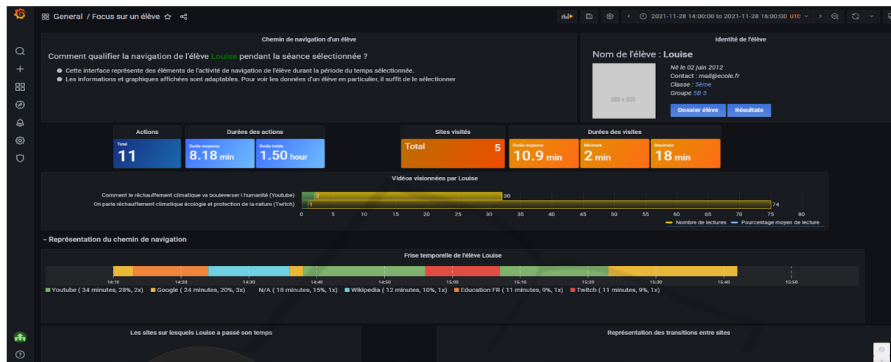 General / Focus sur un élève
2021-11-28 14:00:00 to 2021-11-28 16:00:00 UTC
Chemin de navigation d'un élève
Comment qualifier la navigation de l'élève Louise pendant la séance sélectionnée ?
Cette interface représente des éléments de l'activité de navigation de l'élève durant la période du temps sélectionnée.
Les informations et graphiques affichées sont adaptables. Pour voir les données d'un élève en particulier, il suffit de le sélectionner
Identité de l'élève
Nom de l'élève : Louise
Né le 02 juin 2012
Contact : mail@ecole.fr
Classe : 5ème
Groupe 5B 3
Dossier élève
Résultats
Actions
Durées des actions
Sites visités
Durées des visites
Total
11
Durée moyenne
8.18 min
Durée totale
1.50 hour
Total
5
Durée moyenne
10.9 min
Minimale
2 min
Maximale
18 min
Vidéos visionnées par Louise
Comment le réchauffement climatique va bouleverser l humanité (Youtube)
2
30
On parle réchauffement climatique écologie et protection de la nature (Twitch)
1
74
0 5 10 15 20 25 30 35 40 45 50 60 65 70 75 80
Nombre de lectures
Pourcentage moyen de lecture
Représentation du chemin de navigation
Frise temporelle de l'élève Louise
14:10 14:20 14:30 14:40 14:50 15:00 15:10 15:20 15:30 15:40 15:50
Youtube ( 34 minutes, 28%, 2x) Google ( 24 minutes, 20%, 3x) N/A ( 18 minutes, 15%, 1x) Wikipedia ( 12 minutes, 10%, 1x) Education FR ( 11 minutes, 9%, 1x) Twitch ( 11 minutes, 9%, 1x)
Les sites sur lesquels Louise a passé son temps
Représentation des transitions entre sites